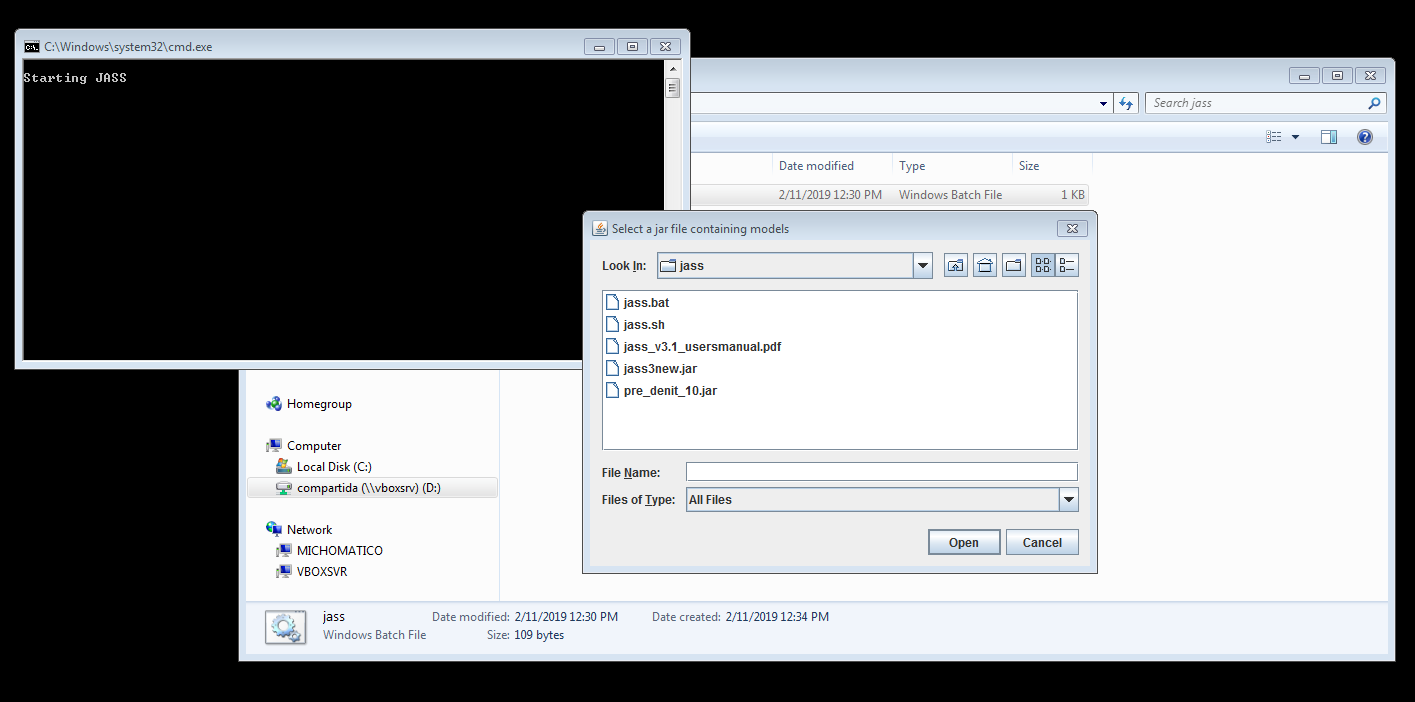 C:\Windows\system32\cmd.exe
Starting JASS
Search jass
Date modified Type Size
2/11/2019 12:30 PM Windows Batch File 1 KB
Select a jar file containing models
Look In: jass
jass.bat
jass.sh
jass_v3.1_usersmanual.pdf
jass3new.jar
pre_denit_10.jar
File Name:
Files of Type: All Files
Open Cancel
Homegroup
Computer
Local Disk (C:)
compartida (\\vboxsrv) (D:)
Network
MICHOMATICO
VBOXSVR
jass Date modified: 2/11/2019 12:30 PM Date created: 2/11/2019 12:34 PM
Windows Batch File Size: 109 bytes